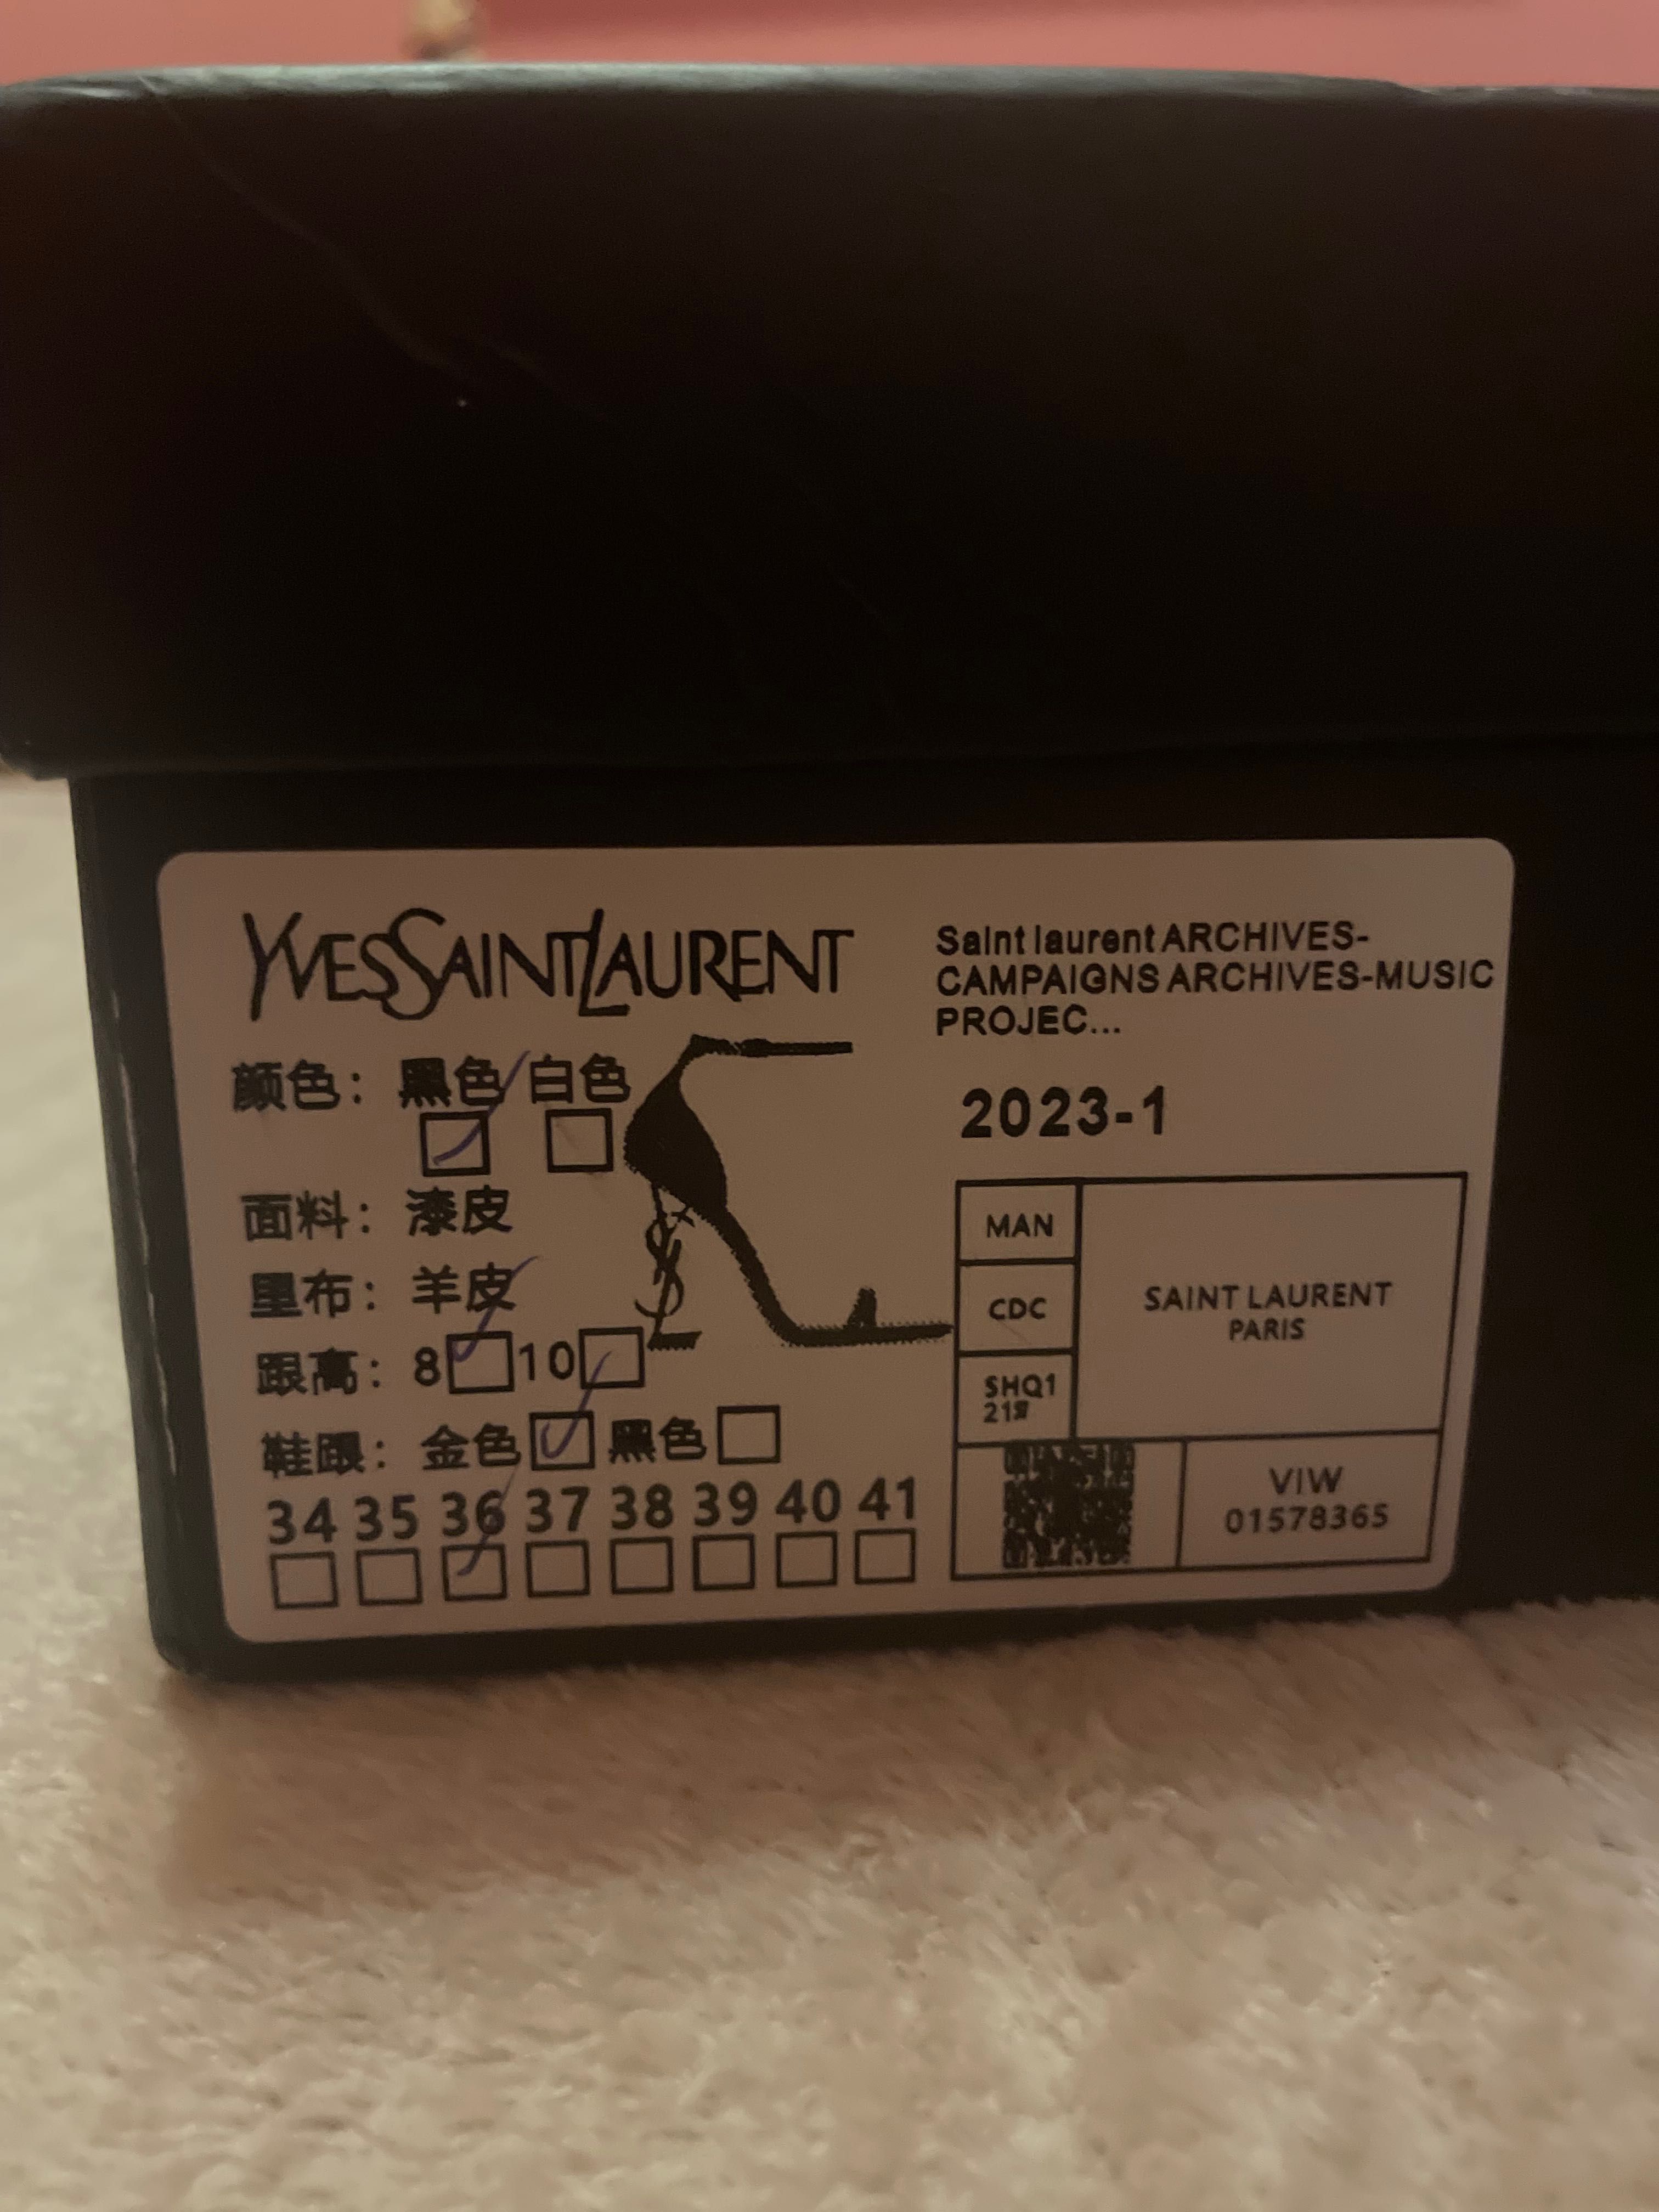 YVESSAINTLAURENT
颜色：黑色 白色
面料：漆皮
里布：羊皮
跟高：8 10
鞋跟：金色 黑色
34 35 36 37 38 39 40 41
Saint laurent ARCHIVES-
CAMPAIGNS ARCHIVES-MUSIC
PROJEC...
2023-1
MAN
CDC
SHQ1
SAINT LAURENT
PARIS
VIW
01578365